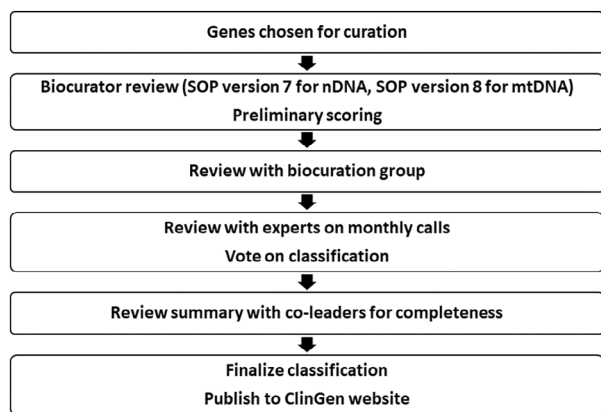 Genes chosen for curation
Biocurator review (SOP version 7 for nDNA, SOP version 8 for mtDNA)
Preliminary scoring
Review with biocuration group
Review with experts on monthly calls
Vote on classification
Review summary with co-leaders for completeness
Finalize classification
Publish to ClinGen website